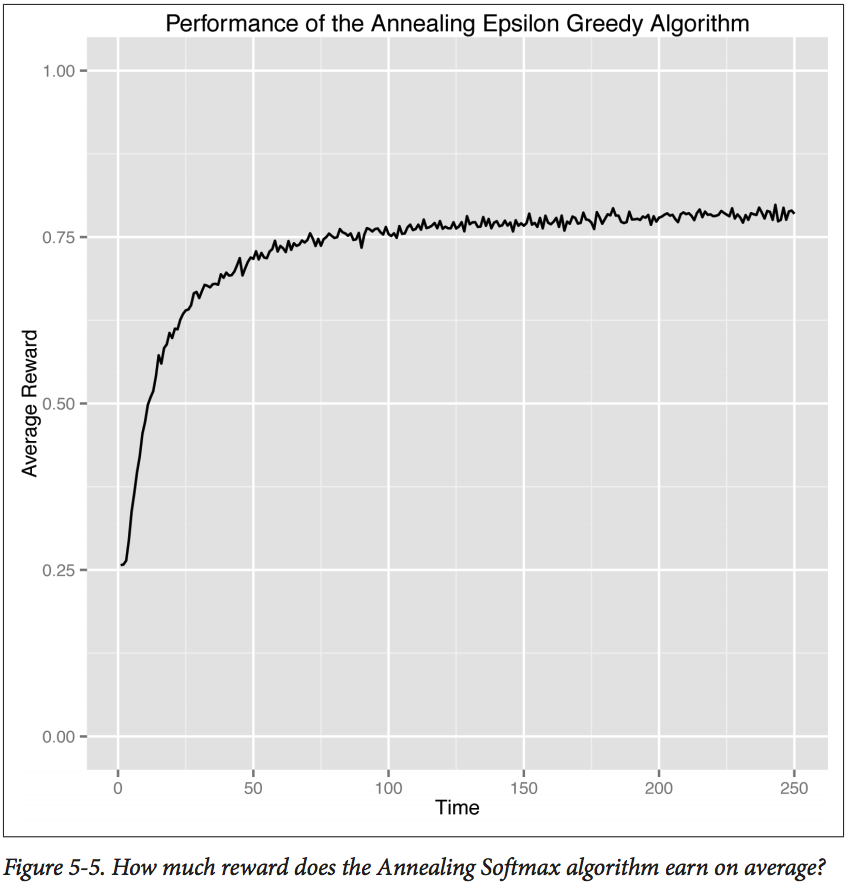 Performance of the Annealing Epsilon Greedy Algorithm
1.00
0.75
0.50
0.25
0.00
Average Reward
0 50 100 150 200 250
Time
Figure 5-5. How much reward does the Annealing Softmax algorithm earn on average?